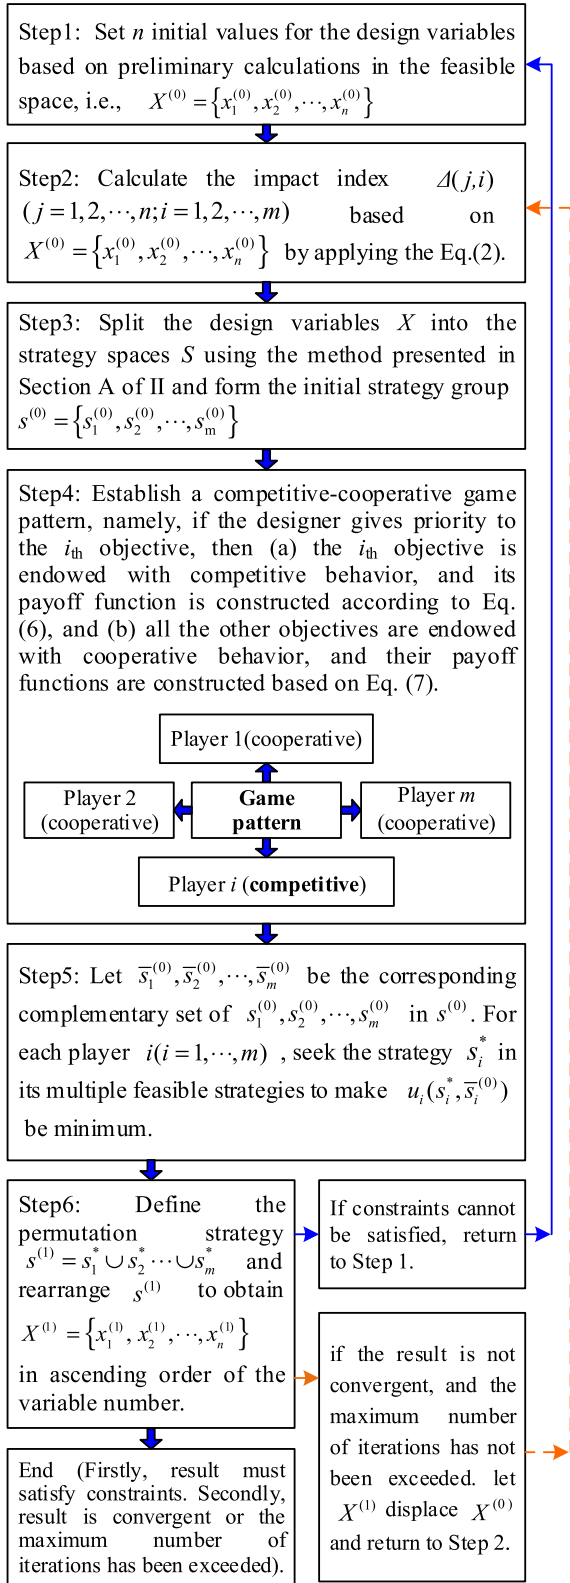 Step1: Set n initial values for the design variables
based on preliminary calculations in the feasible
space, i.e., X^(0) = {x_1^(0), x_2^(0), ⋯, x_n^(0)}
Step2: Calculate the impact index Δ(j,i)
(j = 1, 2, ⋯, n; i = 1, 2, ⋯, m) based on
X^(0) = {x_1^(0), x_2^(0), ⋯, x_n^(0)} by applying the Eq.(2).
Step3: Split the design variables X into the
strategy spaces S using the method presented in
Section A of II and form the initial strategy group
s^(0) = {s_1^(0), s_2^(0), ⋯, s_m^(0)}
Step4: Establish a competitive-cooperative game
pattern, namely, if the designer gives priority to
the i_th objective, then (a) the i_th objective is
endowed with competitive behavior, and its
payoff function is constructed according to Eq.
(6), and (b) all the other objectives are endowed
with cooperative behavior, and their payoff
functions are constructed based on Eq. (7).
Player 1(cooperative)
Player 2
(cooperative)
Game
pattern
Player m
(cooperative)
Player i (competitive)
Step5: Let s̅_1^(0), s̅_2^(0), ⋯, s̅_m^(0) be the corresponding
complementary set of s_1^(0), s_2^(0), ⋯, s_m^(0) in s^(0). For
each player i(i = 1, ⋯, m) , seek the strategy s_i^* in
its multiple feasible strategies to make u_i(s_i^*, s̅_i^(0))
be minimum.
Step6: Define the
permutation strategy
s^(1) = s_1^* ∪ s_2^* ⋯ ∪ s_m^* and
rearrange s^(1) to obtain
X^(1) = {x_1^(1), x_2^(1), ⋯, x_n^(1)}
in ascending order of the
variable number.
If constraints cannot
be satisfied, return
to Step 1.
if the result is not
convergent, and the
maximum number
of iterations has not
been exceeded. let
X^(1) displace X^(0)
and return to Step 2.
End (Firstly, result must
satisfy constraints. Secondly,
result is convergent or the
maximum number of
iterations has been exceeded).